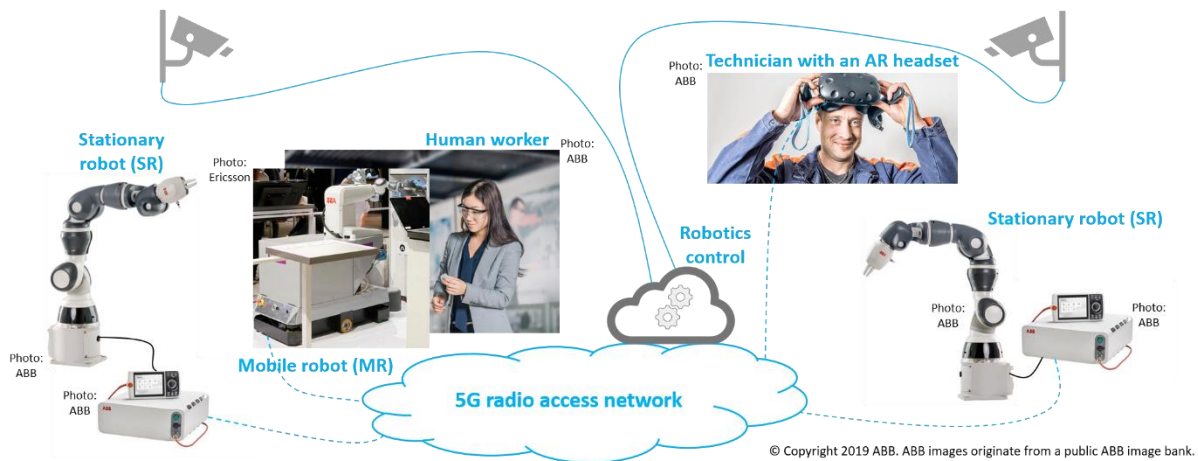 Photo:
ABB
Technician with an AR headset
Stationary
robot (SR)
Photo:
Ericsson
Human worker
Photo:
ABB
Robotics
control
Stationary robot (SR)
Photo:
ABB
Photo:
ABB
Photo:
ABB
Mobile robot (MR)
Photo:
ABB
ABB
5G radio access network
© Copyright 2019 ABB. ABB images originate from a public ABB image bank.